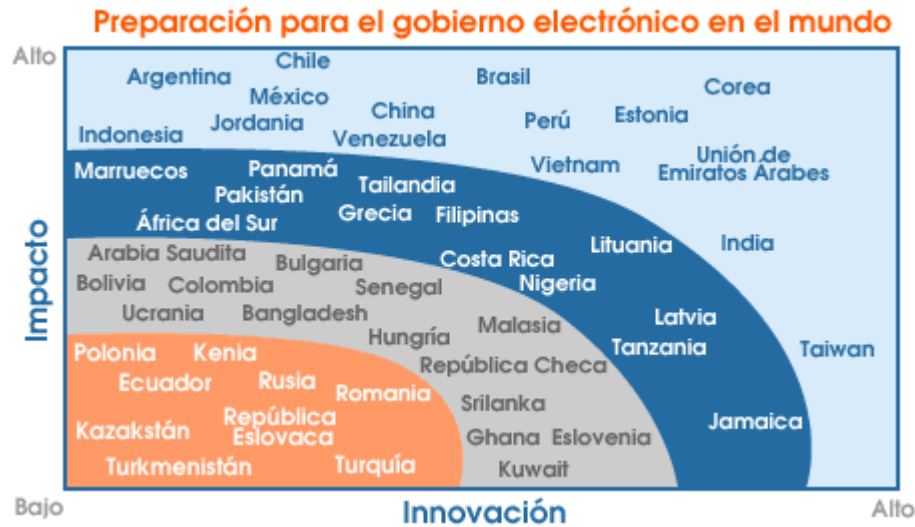 Preparación para el gobierno electrónico en el mundo
Alto
Chile
Argentina
Brasil
Corea
México
China
Estonia
Jordania
Perú
Indonesia
Venezuela
Vietnam
Unión de
Emiratos Arabes
Marruecos
Panamá
Tailandia
Pakistán
Grecia
Filipinas
África del Sur
Lituania
India
Costa Rica
Nigeria
Latvia
Tanzania
Taiwan
Jamaica
Arabia Saudita
Bulgaria
Bolivia
Colombia
Senegal
Ucrania
Bangladesh
Malasia
Hungría
República Checa
Srilanka
Ghana
Eslovenia
Kuwait
Polonia
Kenia
Ecuador
Rusia
Romania
República
Eslovaca
Kazakstán
Turkmenistán
Turquía
Impacto
Bajo
Innovación
Alto